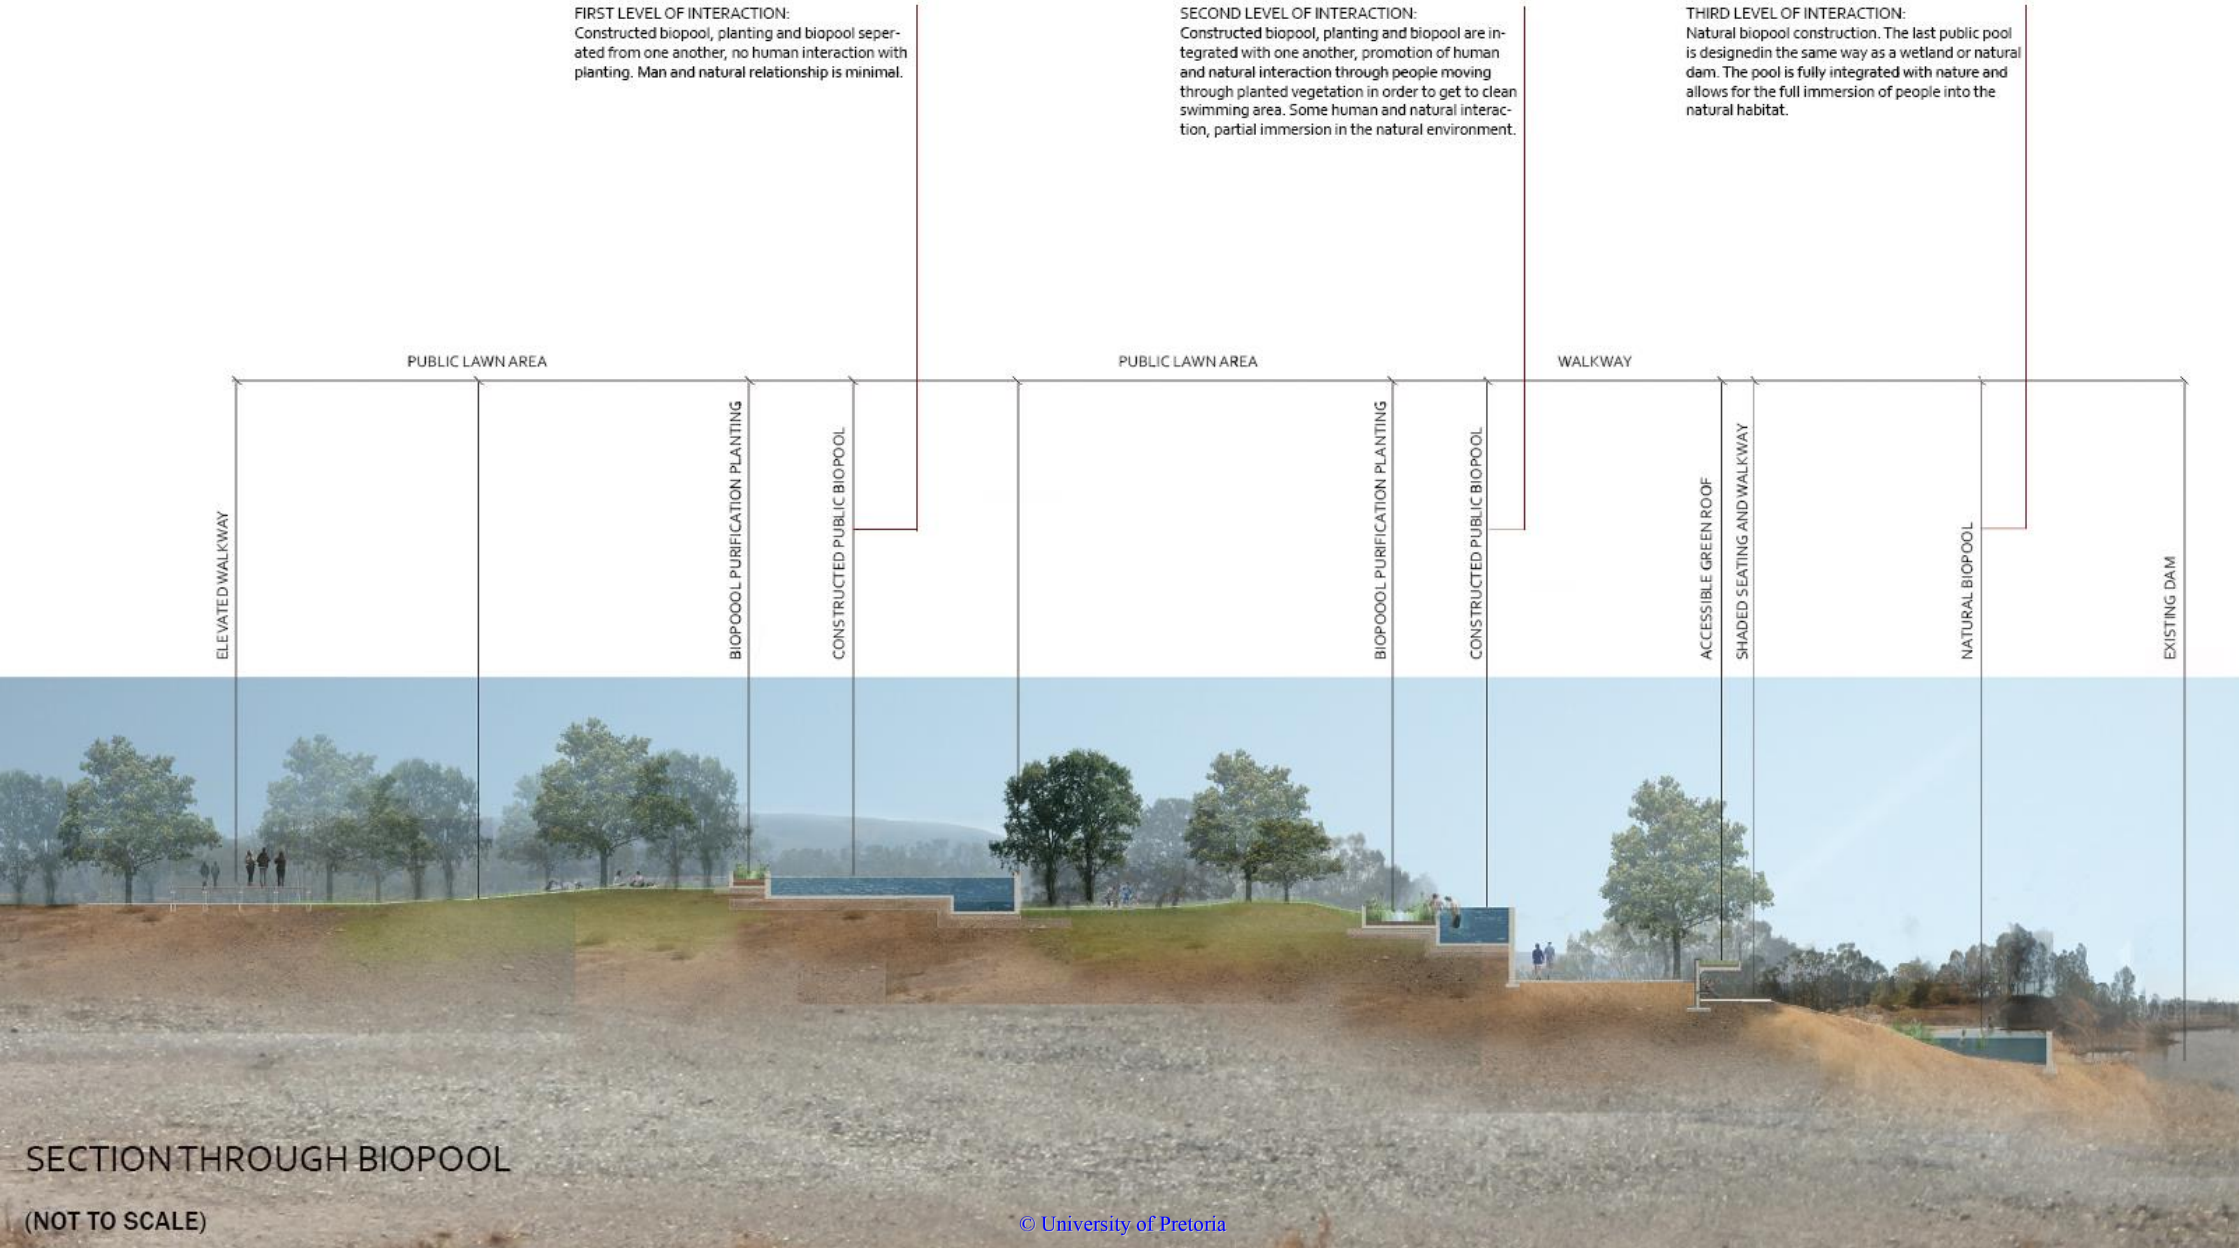 FIRST LEVEL OF INTERACTION:
Constructed biopool, planting and biopool seper-
ated from one another, no human interaction with
planting. Man and natural relationship is minimal.
SECOND LEVEL OF INTERACTION:
Constructed biopool, planting and biopool are in-
tegrated with one another, promotion of human
and natural interaction through people moving
through planted vegetation in order to get to clean
swimming area. Some human and natural interac-
tion, partial immersion in the natural environment.
THIRD LEVEL OF INTERACTION:
Natural biopool construction. The last public pool
is designedin the same way as a wetland or natural
dam. The pool is fully integrated with nature and
allows for the full immersion of people into the
natural habitat.
PUBLIC LAWN AREA
PUBLIC LAWN AREA
WALKWAY
ELEVATED WALKWAY
BIOPOOOL PURIFICATION PLANTING
CONSTRUCTED PUBLIC BIOPOOL
BIOPOOOL PURIFICATION PLANTING
CONSTRUCTED PUBLIC BIOPOOL
ACCESSIBLE GREEN ROOF
SHADED SEATING AND WALKWAY
NATURAL BIOPOOL
EXISTING DAM
SECTION THROUGH BIOPOOL
(NOT TO SCALE)
© University of Pretoria